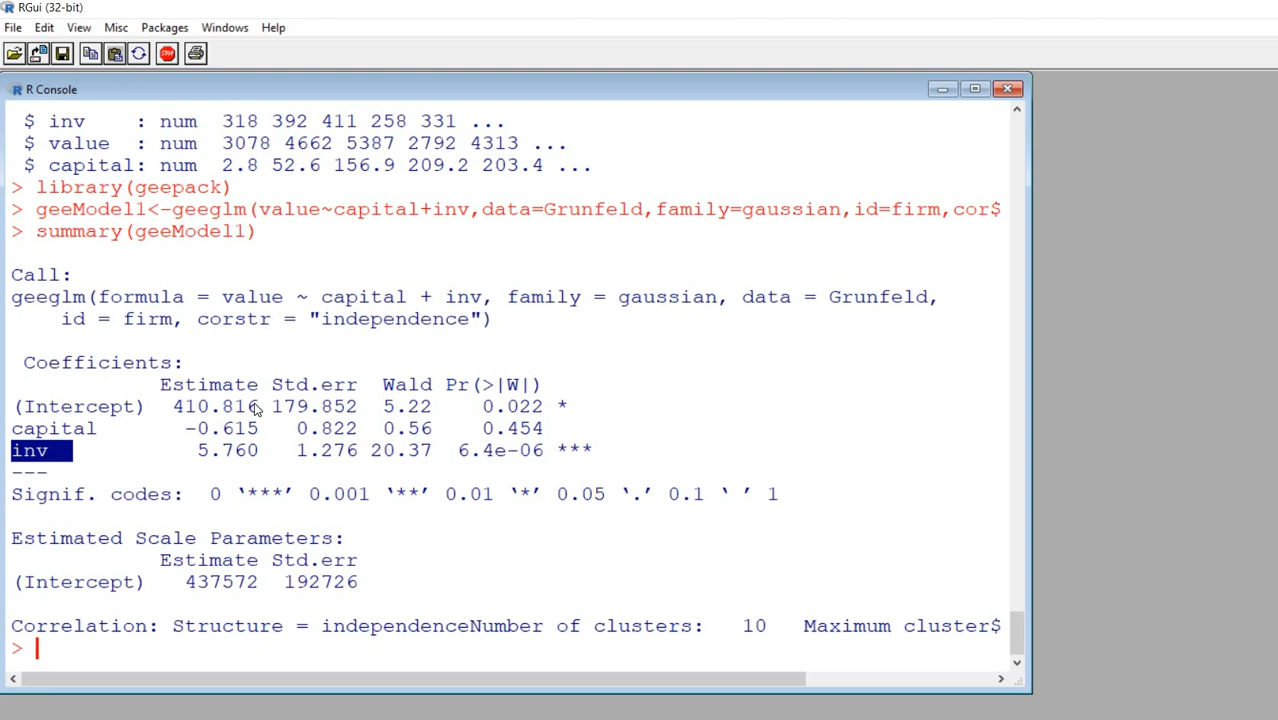 RGui (32-bit)
File Edit View Misc Packages Windows Help
STOP
R Console
$ inv : num 318 392 411 258 331 ...
$ value : num 3078 4662 5387 2792 4313 ...
$ capital: num 2.8 52.6 156.9 209.2 203.4 ...
> library(geepack)
> geeModel1<-geeglm(value~capital+inv,data=Grunfeld,family=gaussian,id=firm,cor$
> summary(geeModel1)
Call:
geeglm(formula = value ~ capital + inv, family = gaussian, data = Grunfeld,
id = firm, corstr = "independence")
Coefficients:
Estimate Std.err Wald Pr(>|W|)
(Intercept) 410.816 179.852 5.22 0.022 *
capital -0.615 0.822 0.56 0.454
inv 5.760 1.276 20.37 6.4e-06 ***
---
Signif. codes: 0 ‘***’ 0.001 ‘**’ 0.01 ‘*’ 0.05 ‘.’ 0.1 ‘ ’ 1
Estimated Scale Parameters:
Estimate Std.err
(Intercept) 437572 192726
Correlation: Structure = independenceNumber of clusters: 10 Maximum cluster$
>